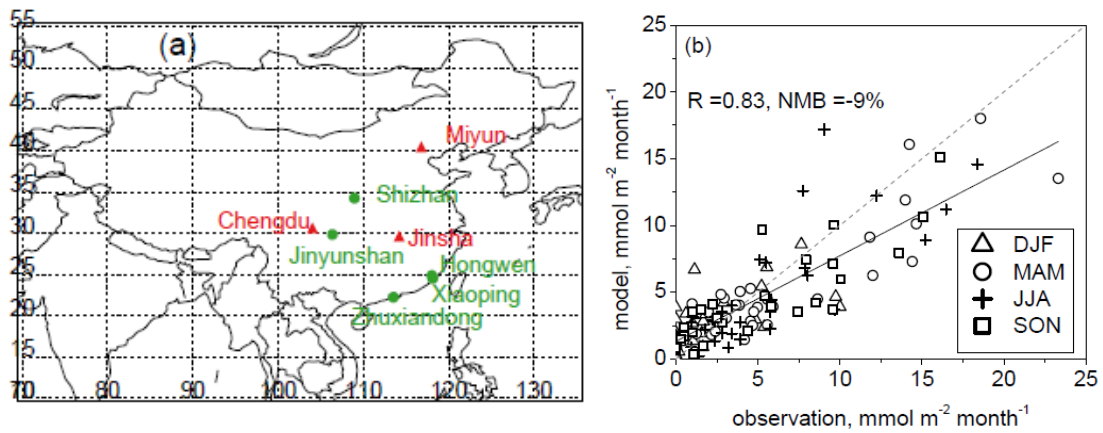 55
(a)
50
45
Miyun
40
35
Shizhan
30
Chengdu
Jinsha
Jinyunshan
Hongwen
25
Xiaoping
20
Zhuxiandong
15
70 80 90 100 110 120 130
25
(b)
20
R =0.83, NMB =-9%
15
10
5
0
model, mmol m-2 month-1
DJF
MAM
JJA
SON
0 5 10 15 20 25
observation, mmol m-2 month-1